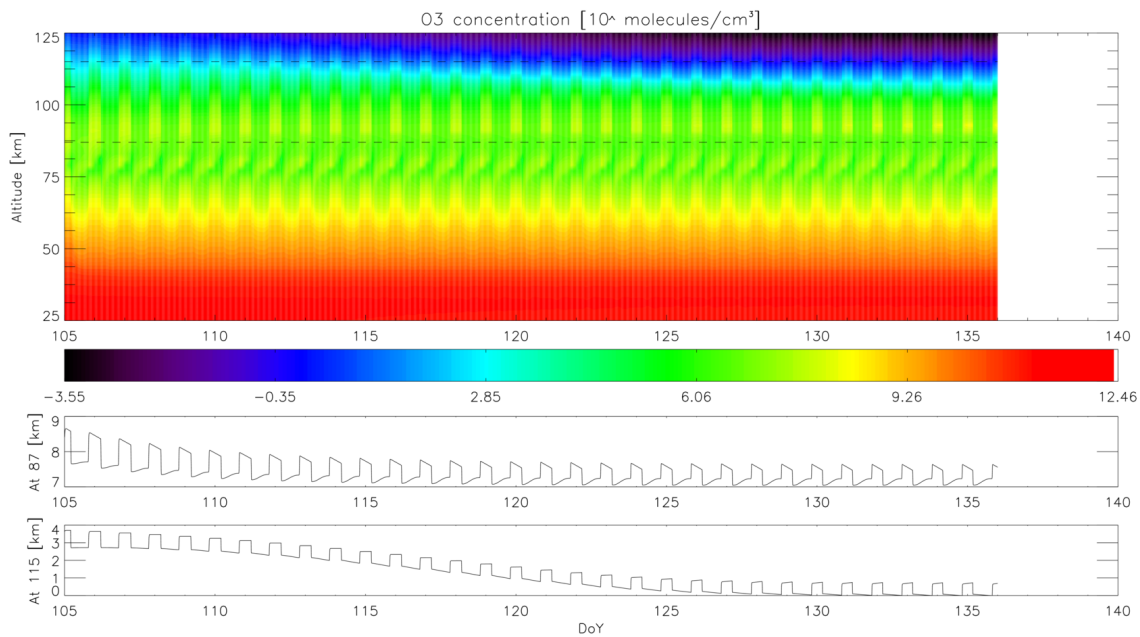 O3 concentration [10^ molecules/cm³]
125
100
75
50
25
Altitude [km]
105 110 115 120 125 130 135 140
−3.55 −0.35 2.85 6.06 9.26 12.46
9
8
7
At 87 [km]
105 110 115 120 125 130 135 140
4
3
2
1
0
At 115 [km]
105 110 115 120 125 130 135 140
DoY